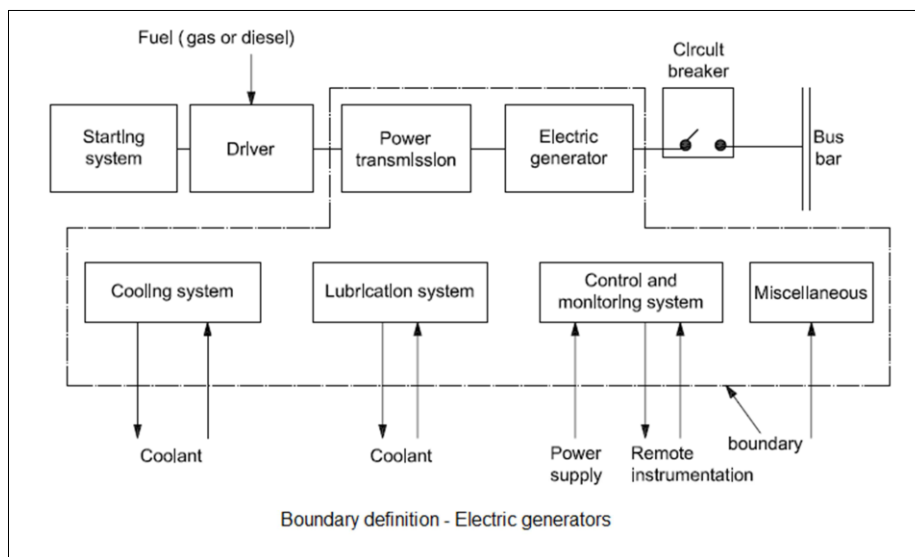 Fuel (gas or diesel)
Circuit
breaker
Starting
system
Driver
Power
transmission
Electric
generator
Bus
bar
Cooling system
Lubrication system
Control and
monitoring system
Miscellaneous
Coolant
Coolant
Power
supply
Remote
instrumentation
boundary
Boundary definition - Electric generators